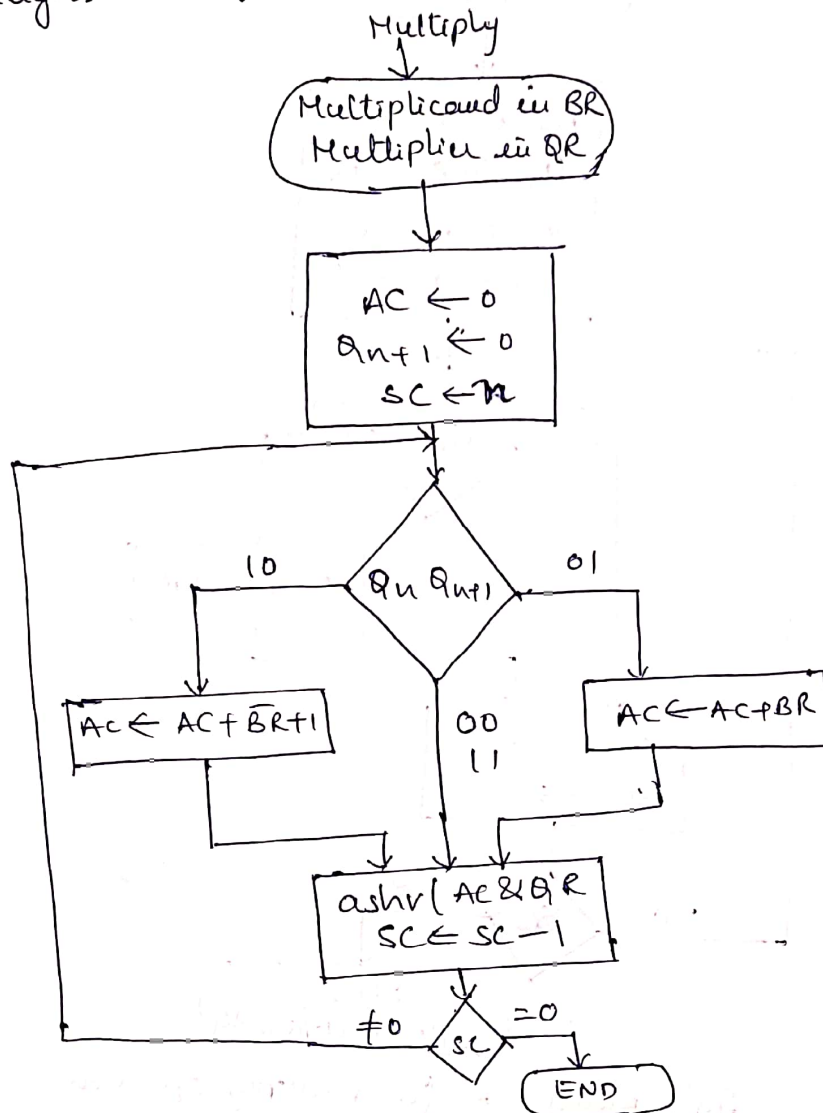 Multiply
Multiplicand in BR
Multiplier in QR
AC ← 0
Qn+1 ← 0
SC ← n
10
Qn Qn+1
01
AC ← AC + B̅R + 1
00
11
AC ← AC + BR
ashr ( AC & QR
SC ← SC - 1
≠0
SC
=0
END